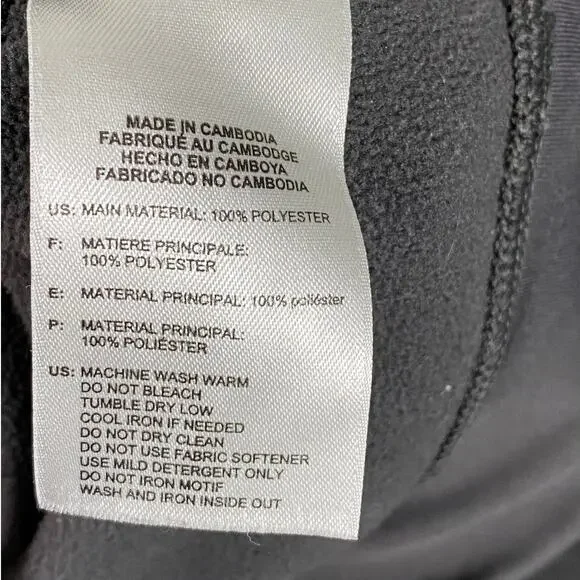 MADE IN CAMBODIA
FABRIQUÉ AU CAMBODGE
HECHO EN CAMBOYA
FABRICADO NO CAMBODIA
US: MAIN MATERIAL: 100% POLYESTER
F: MATIERE PRINCIPALE:
100% POLYESTER
E: MATERIAL PRINCIPAL: 100% poliéster
P: MATERIAL PRINCIPAL:
100% POLIÉSTER
US: MACHINE WASH WARM
DO NOT BLEACH
TUMBLE DRY LOW
COOL IRON IF NEEDED
DO NOT DRY CLEAN
DO NOT USE FABRIC SOFTENER
USE MILD DETERGENT ONLY
DO NOT IRON MOTIF
WASH AND IRON INSIDE OUT